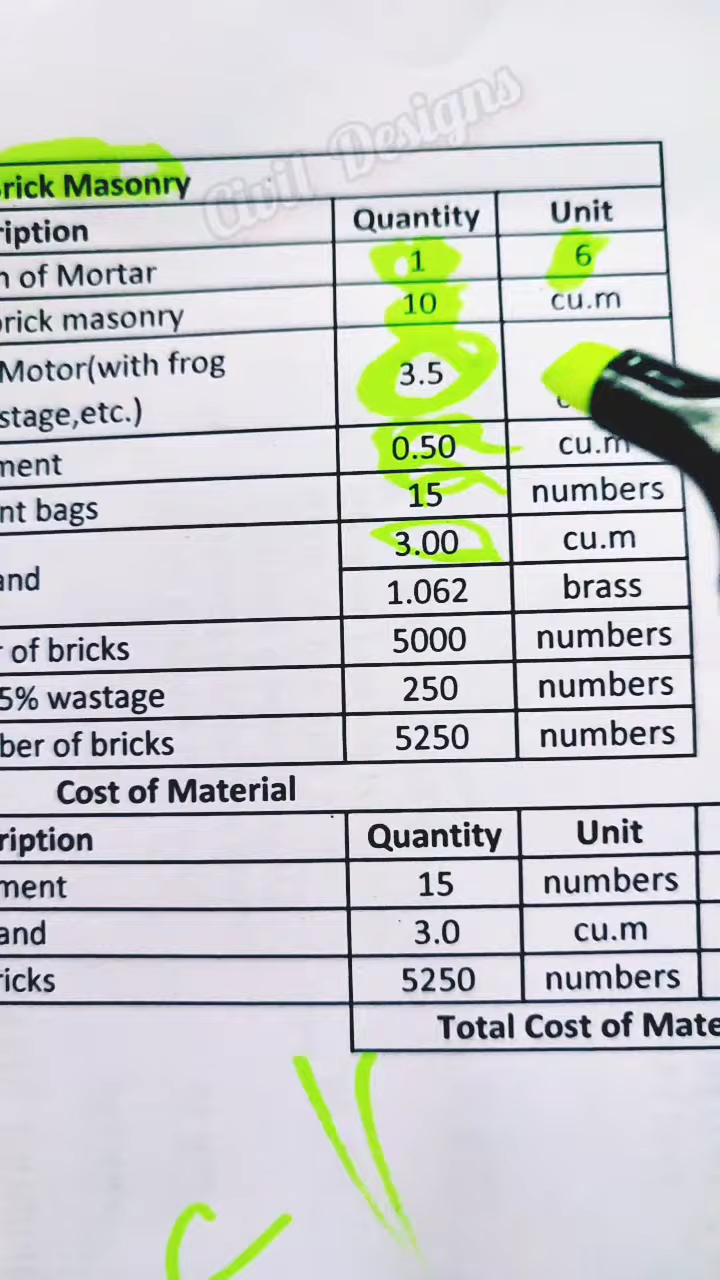 Civil Designs
Brick Masonry
ription Quantity Unit
n of Mortar 1 6
brick masonry 10 cu.m
Motor(with frog
stage,etc.) 3.5
ment 0.50 cu.m
nt bags 15 numbers
and 3.00 cu.m
1.062 brass
r of bricks 5000 numbers
5% wastage 250 numbers
ber of bricks 5250 numbers
Cost of Material
ription Quantity Unit
ment 15 numbers
and 3.0 cu.m
ricks 5250 numbers
Total Cost of Mate